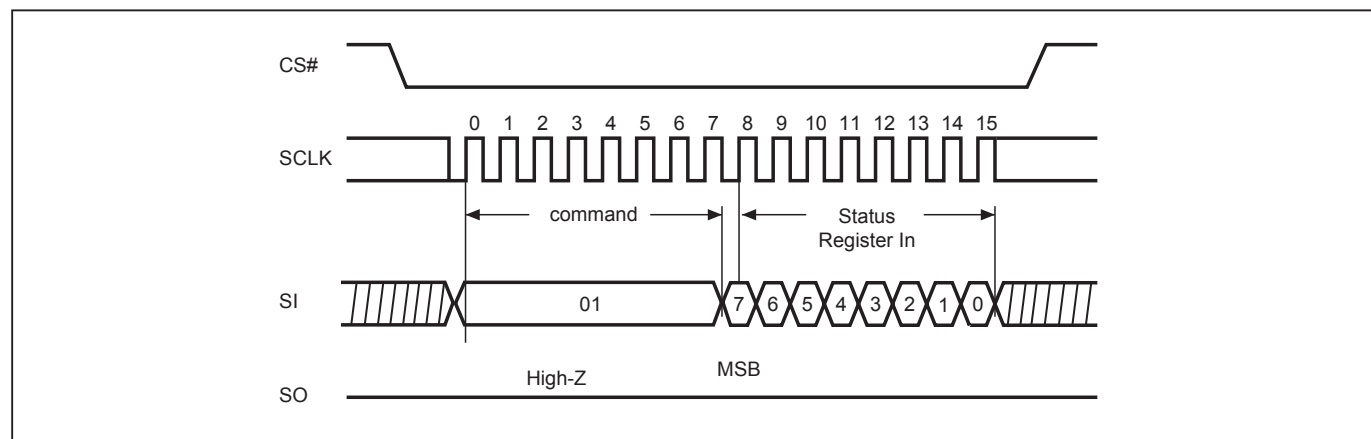 CS#
0 1 2 3 4 5 6 7 8 9 10 11 12 13 14 15
SCLK
command
Status
Register In
SI
01
7 6 5 4 3 2 1 0
High-Z
MSB
SO